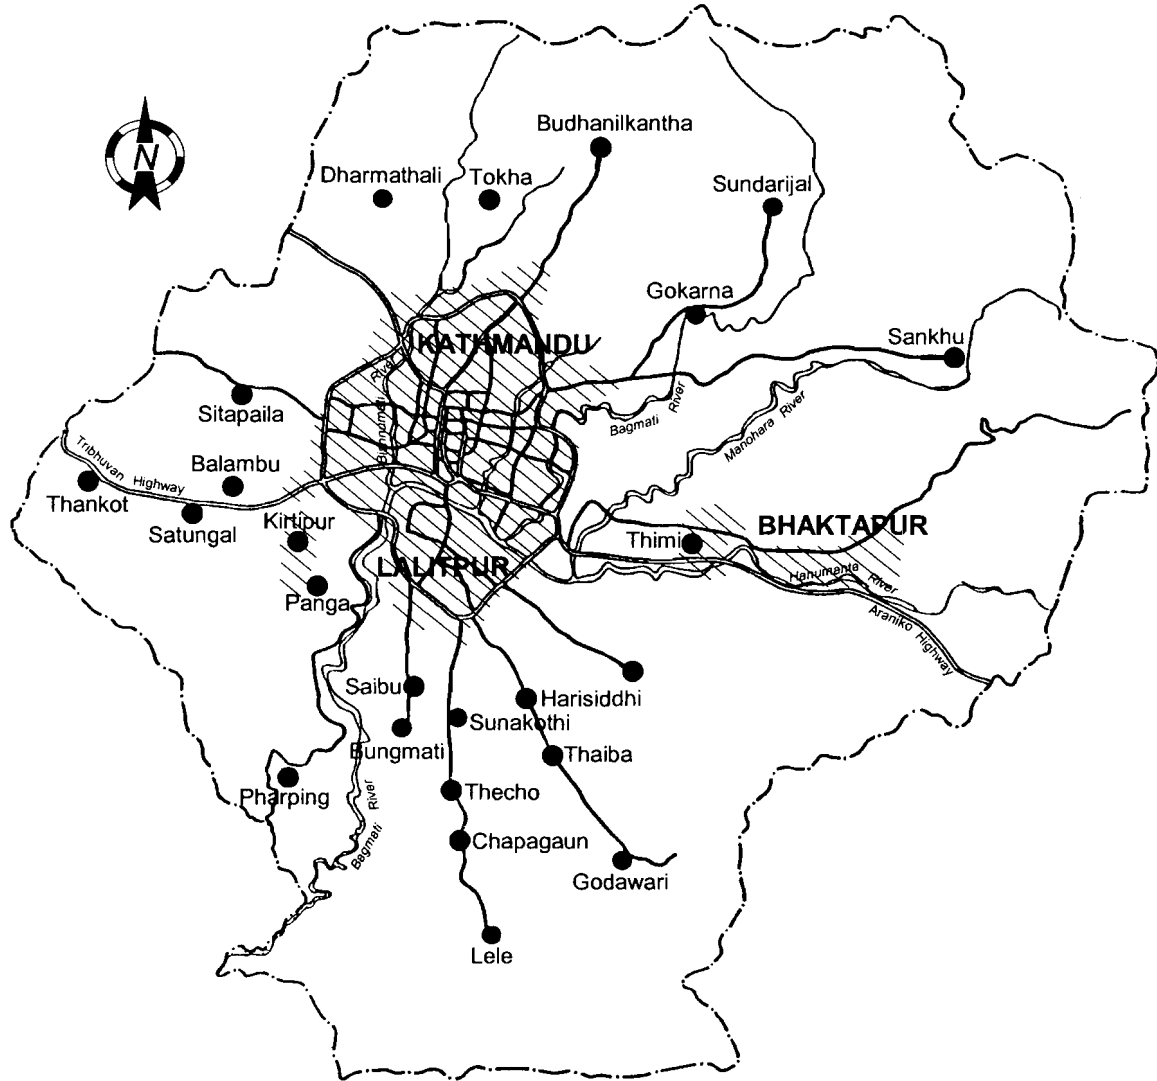 Budhanilkantha
N
Dharmathali
Tokha
Sundarijal
Gokarna
KATHMANDU
Sankhu
River
Sitapaila
Bagmati River
Manohara River
Tribhuvan Highway
Balambu
Thankot
Satungal
Kirtipur
BHAKTAPUR
Thimi
LALITPUR
Hanumante River
Panga
Araniko Highway
Saibu
Harisiddhi
Sunakothi
Bungmati
Thaiba
Pharping
Thecho
Bagmati River
Chapagaun
Godawari
Lele